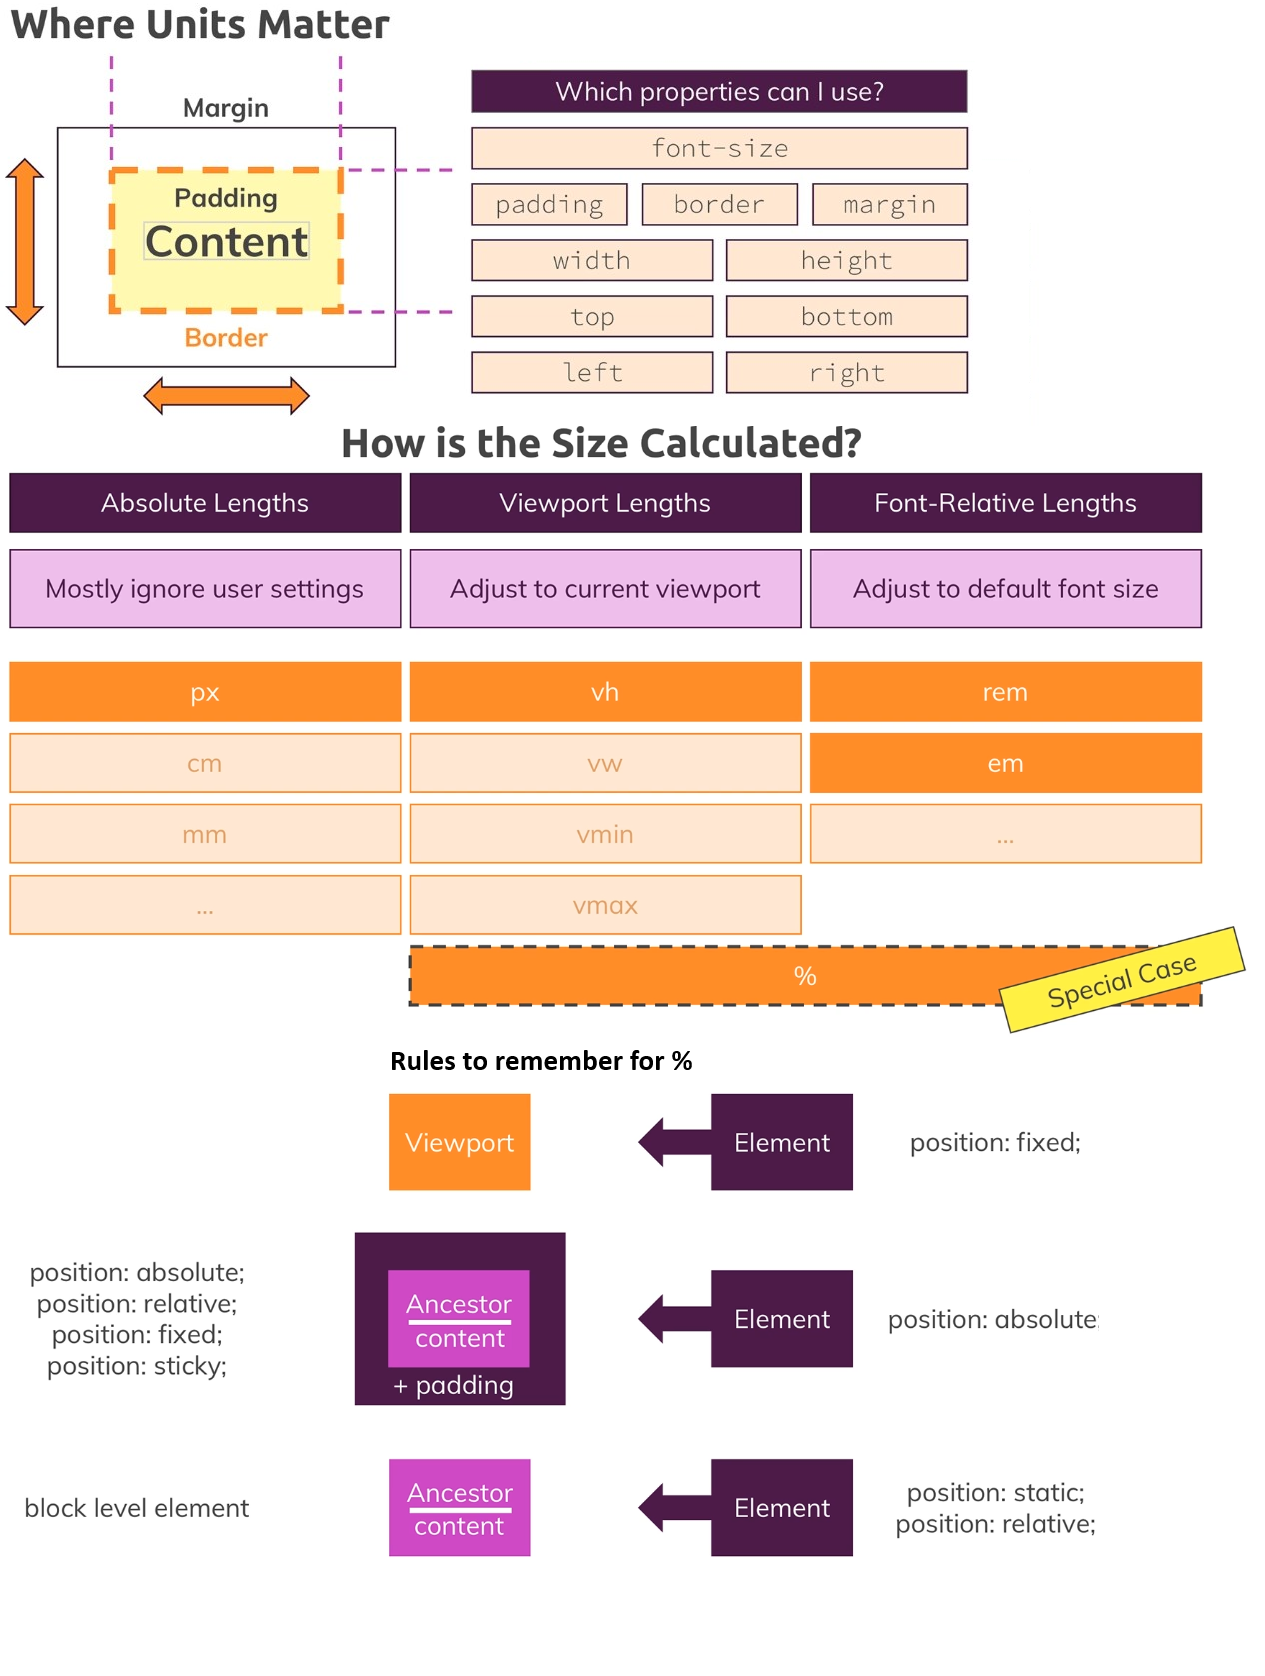 Where Units Matter
Margin
Padding
Content
Border
Which properties can I use?
font-size
padding border margin
width height
top bottom
left right
How is the Size Calculated?
Absolute Lengths Viewport Lengths Font-Relative Lengths
Mostly ignore user settings Adjust to current viewport Adjust to default font size
px vh rem
cm vw em
mm vmin ...
... vmax
%
Special Case
Rules to remember for %
Viewport Element position: fixed;
position: absolute;
position: relative;
position: fixed;
position: sticky;
Ancestor
content
+ padding
Element
position: absolute;
block level element
Ancestor
content
Element
position: static;
position: relative;